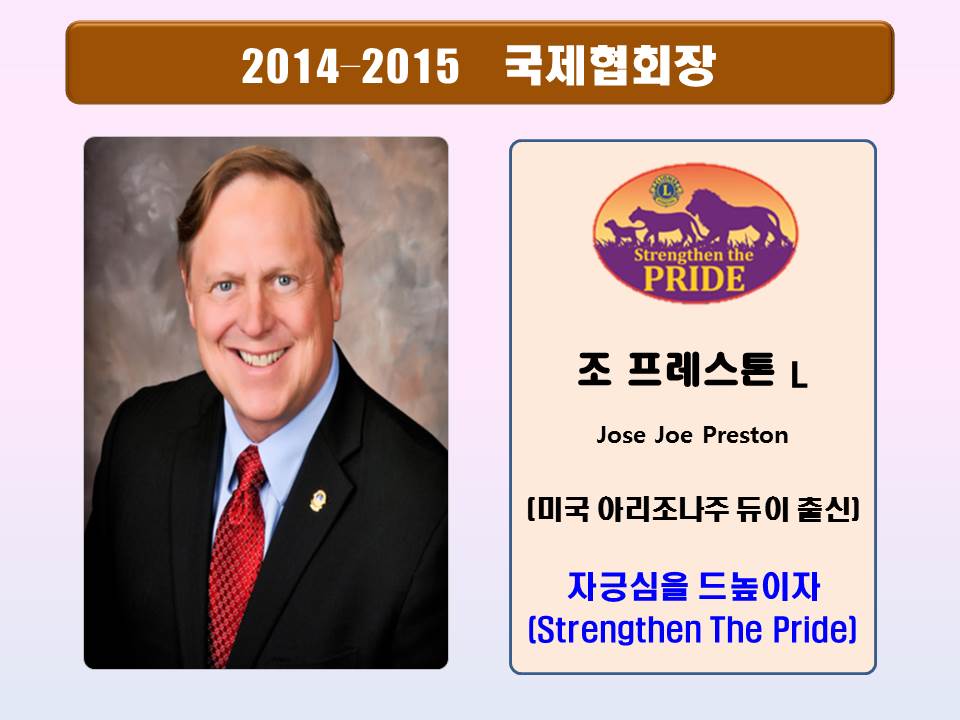 2014-2015 국제협회장
L
Strengthen the
PRIDE
조 프레스톤 L
Jose Joe Preston
(미국 아리조나주 듀이 출신)
자긍심을 드높이자
(Strengthen The Pride)